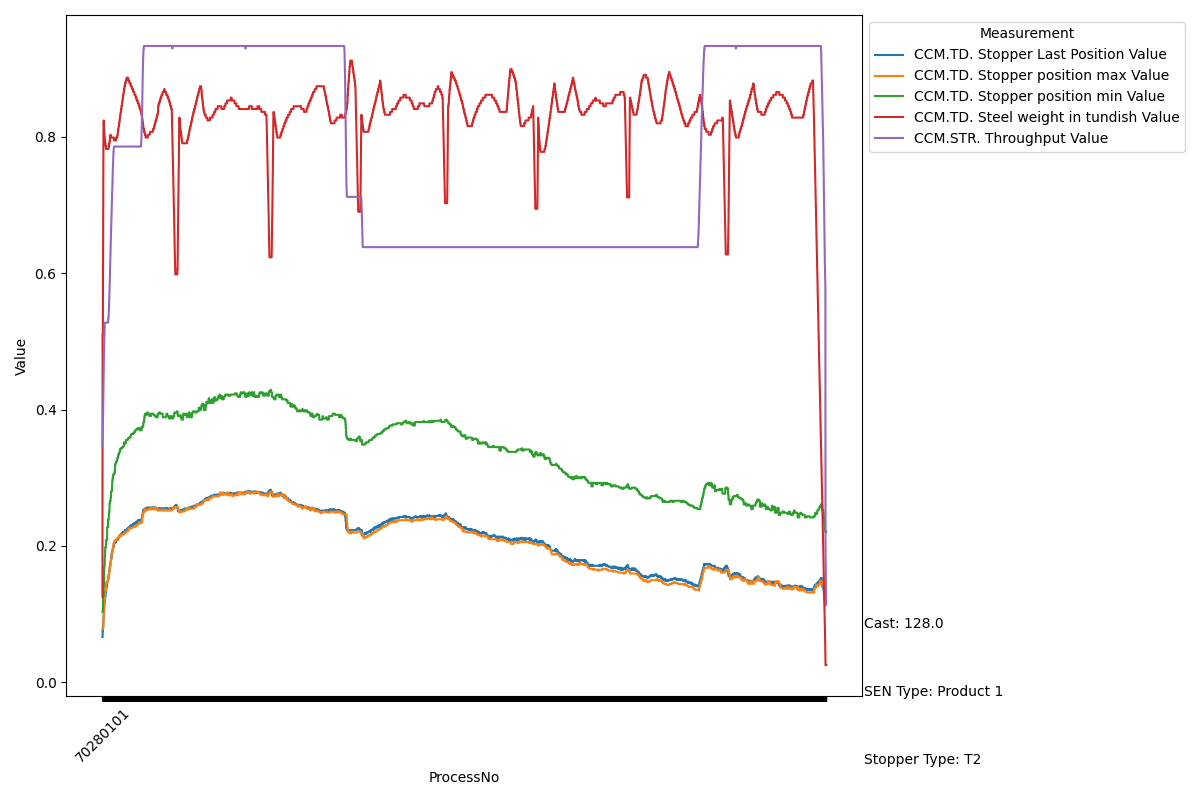 Measurement
CCM.TD. Stopper Last Position Value
CCM.TD. Stopper position max Value
CCM.TD. Stopper position min Value
CCM.TD. Steel weight in tundish Value
CCM.STR. Throughput Value
0.8
0.6
0.4
0.2
0.0
Value
70280101
ProcessNo
Cast: 128.0
SEN Type: Product 1
Stopper Type: T2